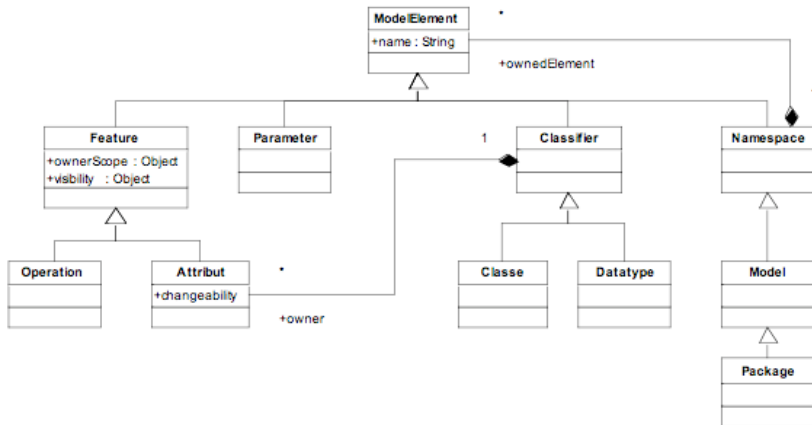 ModelElement
*
+name : String
+ownedElement
Feature
Parameter
1
Classifier
Namespace
+ownerScope : Object
+visibility : Object
Operation
Attribut
*
Classe
Datatype
Model
+changeability
+owner
Package